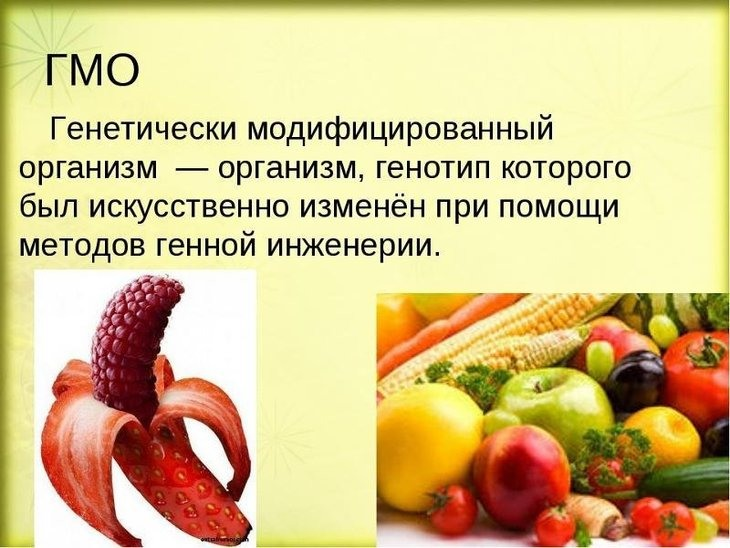 ГМО
Генетически модифицированный
организм — организм, генотип которого
был искусственно изменён при помощи
методов генной инженерии.